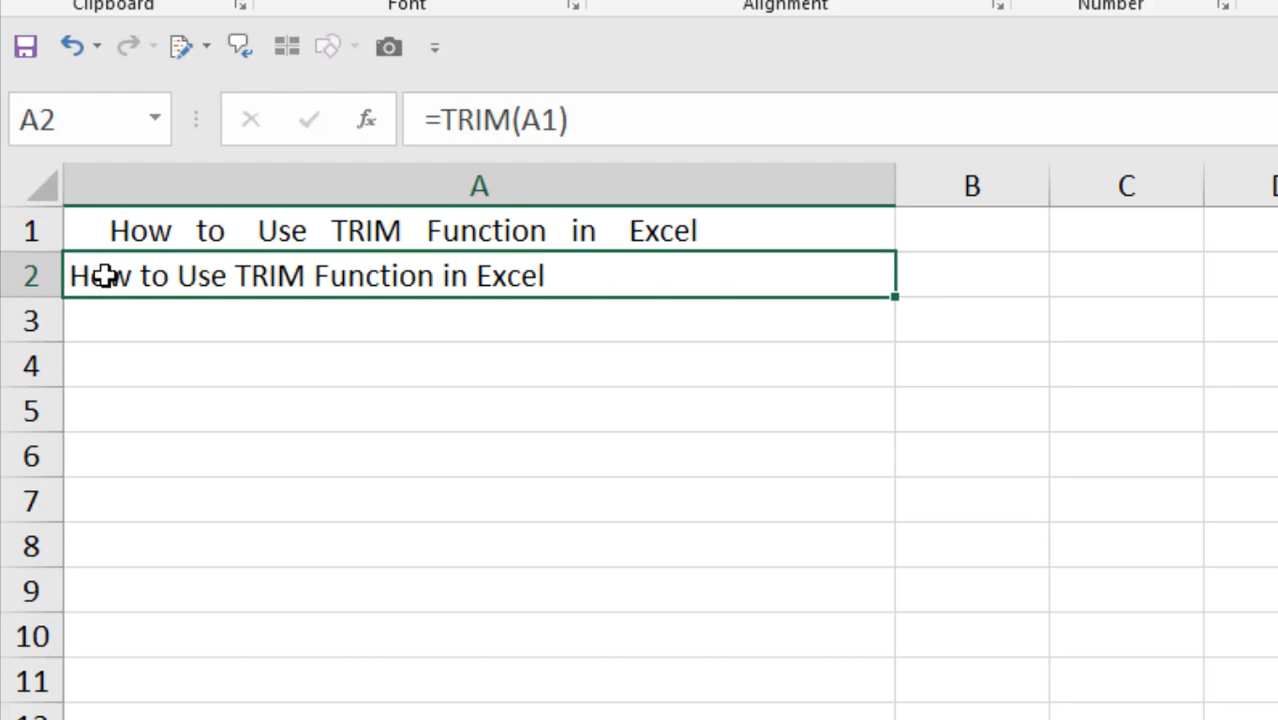 Clipboard Font Alignment Number
A2 fx =TRIM(A1)
A B C
1 How to Use TRIM Function in Excel
2 How to Use TRIM Function in Excel
3
4
5
6
7
8
9
10
11